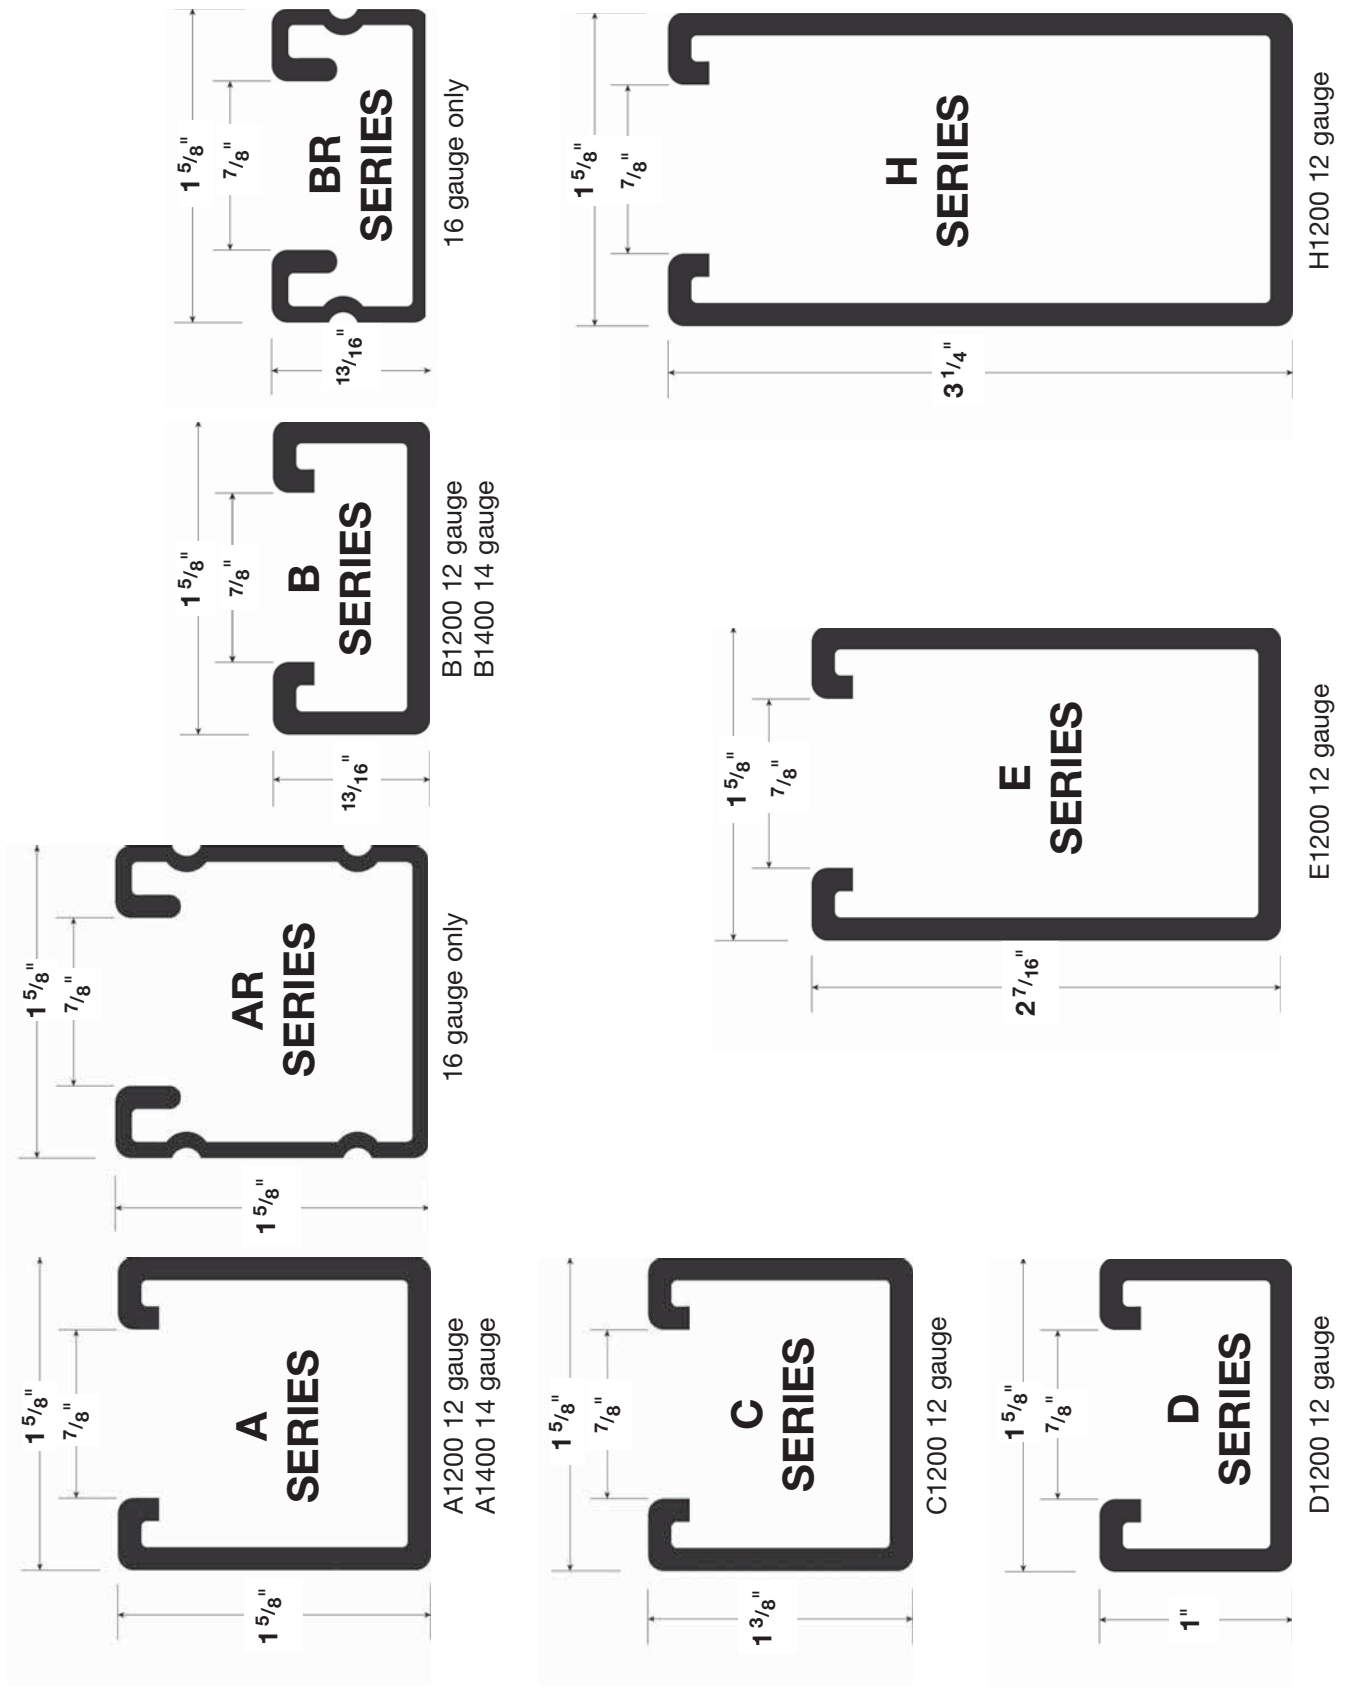 1 5/8"
7/8"
1 5/8"
A
SERIES
A1200 12 gauge
A1400 14 gauge
1 5/8"
7/8"
1 5/8"
AR
SERIES
16 gauge only
1 5/8"
7/8"
13/16"
B
SERIES
B1200 12 gauge
B1400 14 gauge
1 5/8"
7/8"
13/16"
BR
SERIES
16 gauge only
1 5/8"
7/8"
1 3/8"
C
SERIES
C1200 12 gauge
1 5/8"
7/8"
1"
D
SERIES
D1200 12 gauge
1 5/8"
7/8"
2 7/16"
E
SERIES
E1200 12 gauge
1 5/8"
7/8"
3 1/4"
H
SERIES
H1200 12 gauge